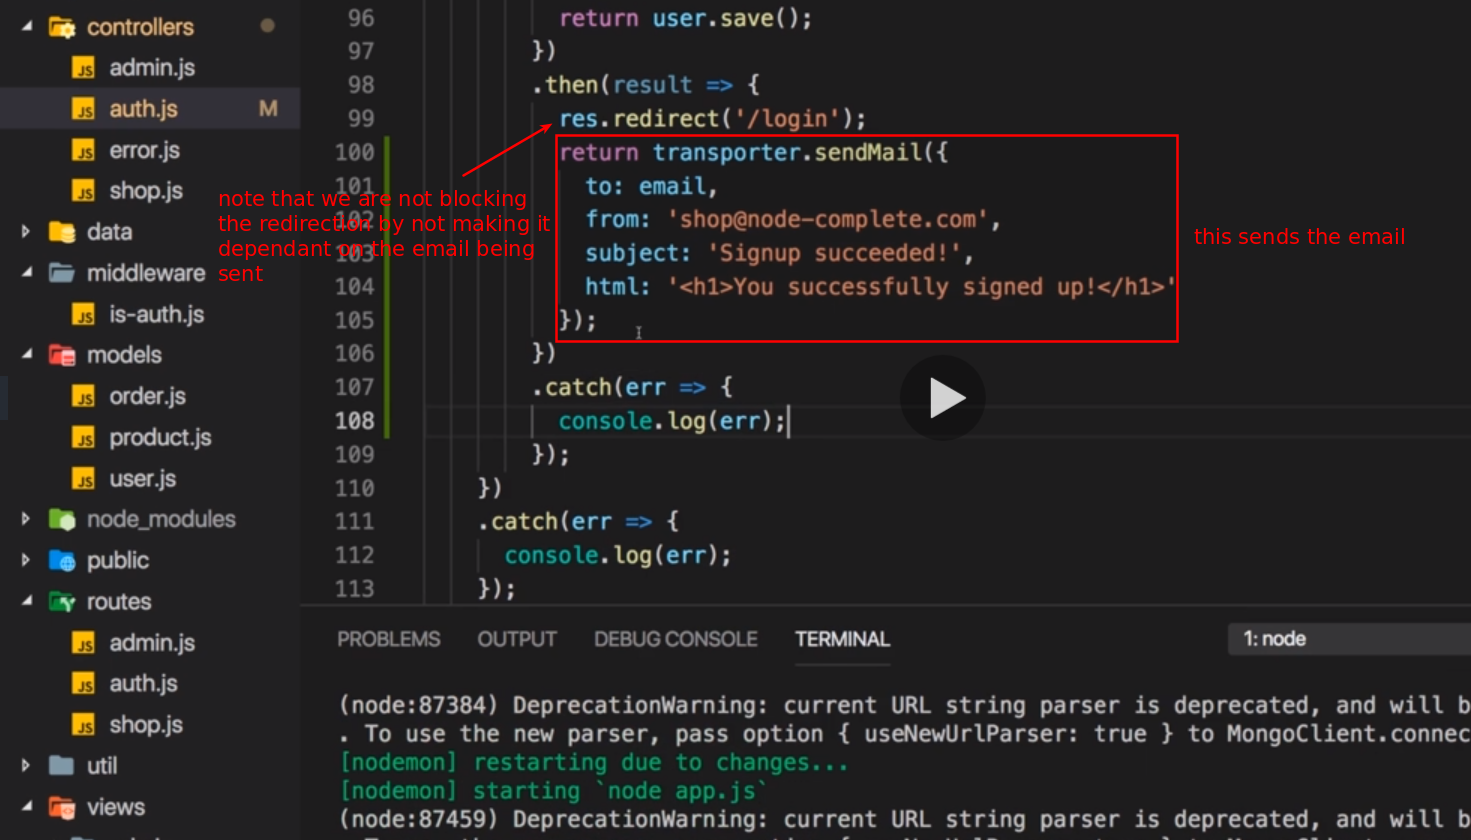 controllers
admin.js
auth.js M
error.js
shop.js
data
middleware
is-auth.js
models
order.js
product.js
user.js
node_modules
public
routes
admin.js
auth.js
shop.js
util
views
96 return user.save();
97 })
98 .then(result => {
99 res.redirect('/login');
100 return transporter.sendMail({
101 to: email,
102 from: 'shop@node-complete.com',
103 subject: 'Signup succeeded!',
104 html: '<h1>You successfully signed up!</h1>'
105 });
106 })
107 .catch(err => {
108 console.log(err);
109 });
110 })
111 .catch(err => {
112 console.log(err);
113 });
note that we are not blocking
the redirection by not making it
dependant on the email being
sent
this sends the email
PROBLEMS OUTPUT DEBUG CONSOLE TERMINAL 1: node
(node:87384) DeprecationWarning: current URL string parser is deprecated, and will b
. To use the new parser, pass option { useNewUrlParser: true } to MongoClient.connec
[nodemon] restarting due to changes...
[nodemon] starting `node app.js`
(node:87459) DeprecationWarning: current URL string parser is deprecated, and will b